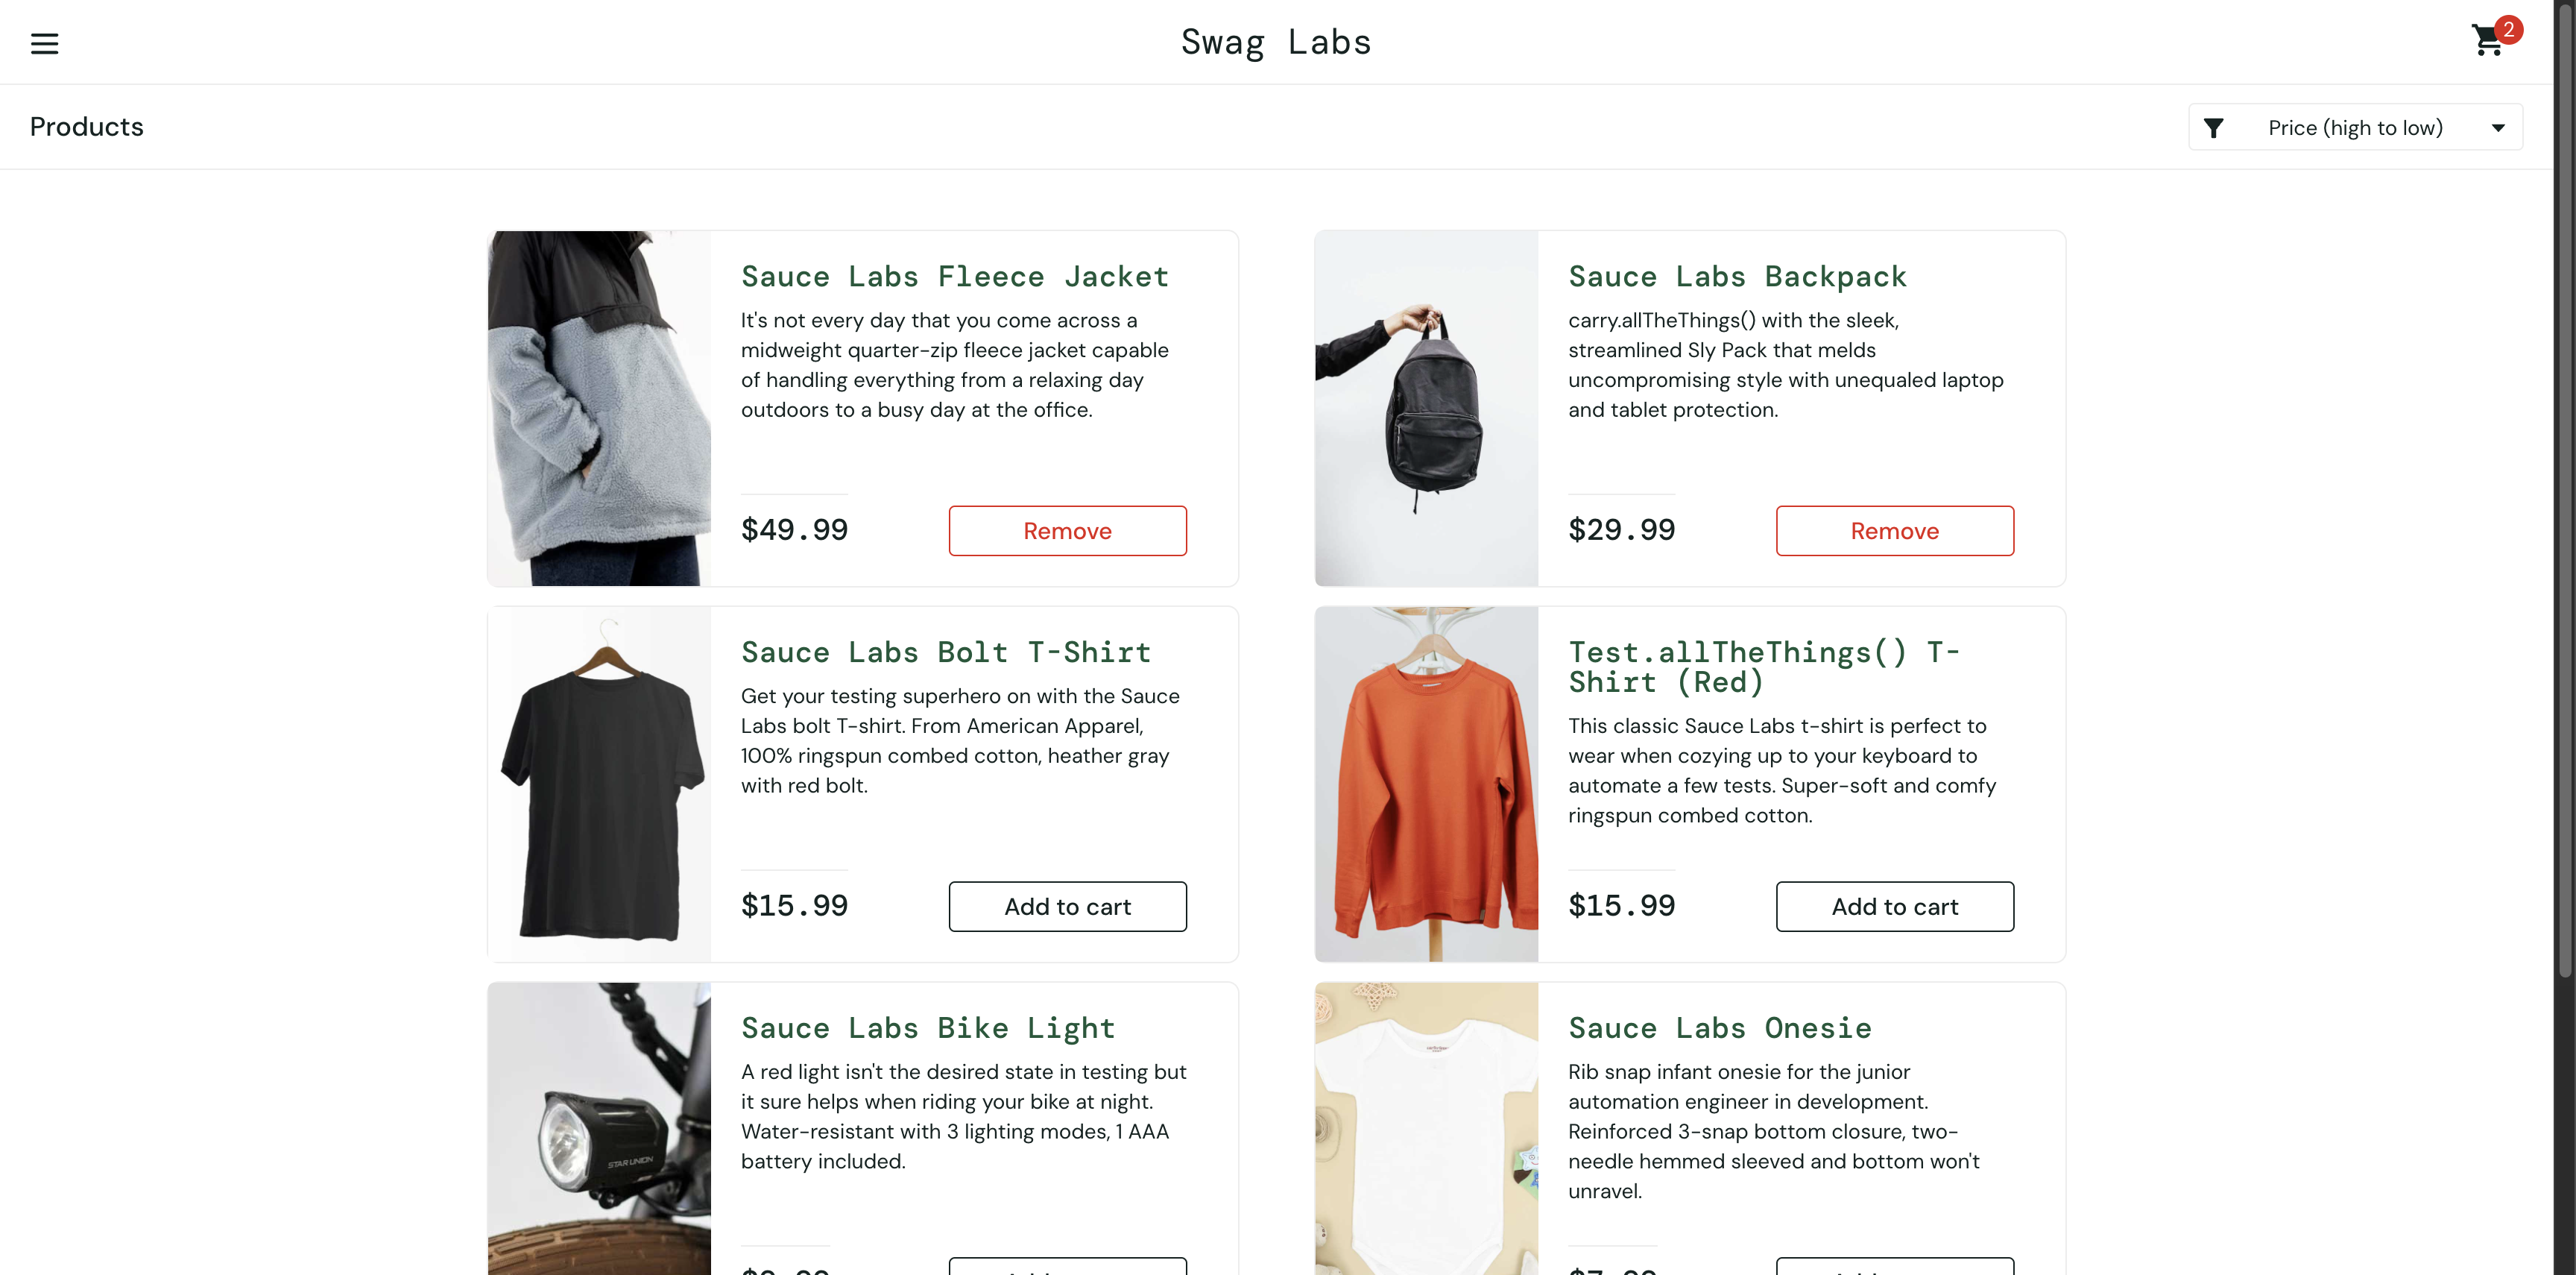 Swag Labs
2
Products
Price (high to low)
Sauce Labs Fleece Jacket
It's not every day that you come across a
midweight quarter-zip fleece jacket capable
of handling everything from a relaxing day
outdoors to a busy day at the office.
$49.99
Remove
Sauce Labs Backpack
carry.allTheThings() with the sleek,
streamlined Sly Pack that melds
uncompromising style with unequaled laptop
and tablet protection.
$29.99
Remove
Sauce Labs Bolt T-Shirt
Get your testing superhero on with the Sauce
Labs bolt T-shirt. From American Apparel,
100% ringspun combed cotton, heather gray
with red bolt.
$15.99
Add to cart
Test.allTheThings() T-
Shirt (Red)
This classic Sauce Labs t-shirt is perfect to
wear when cozying up to your keyboard to
automate a few tests. Super-soft and comfy
ringspun combed cotton.
$15.99
Add to cart
STAR UNION
Sauce Labs Bike Light
A red light isn't the desired state in testing but
it sure helps when riding your bike at night.
Water-resistant with 3 lighting modes, 1 AAA
battery included.
Sauce Labs Onesie
Rib snap infant onesie for the junior
automation engineer in development.
Reinforced 3-snap bottom closure, two-
needle hemmed sleeved and bottom won't
unravel.